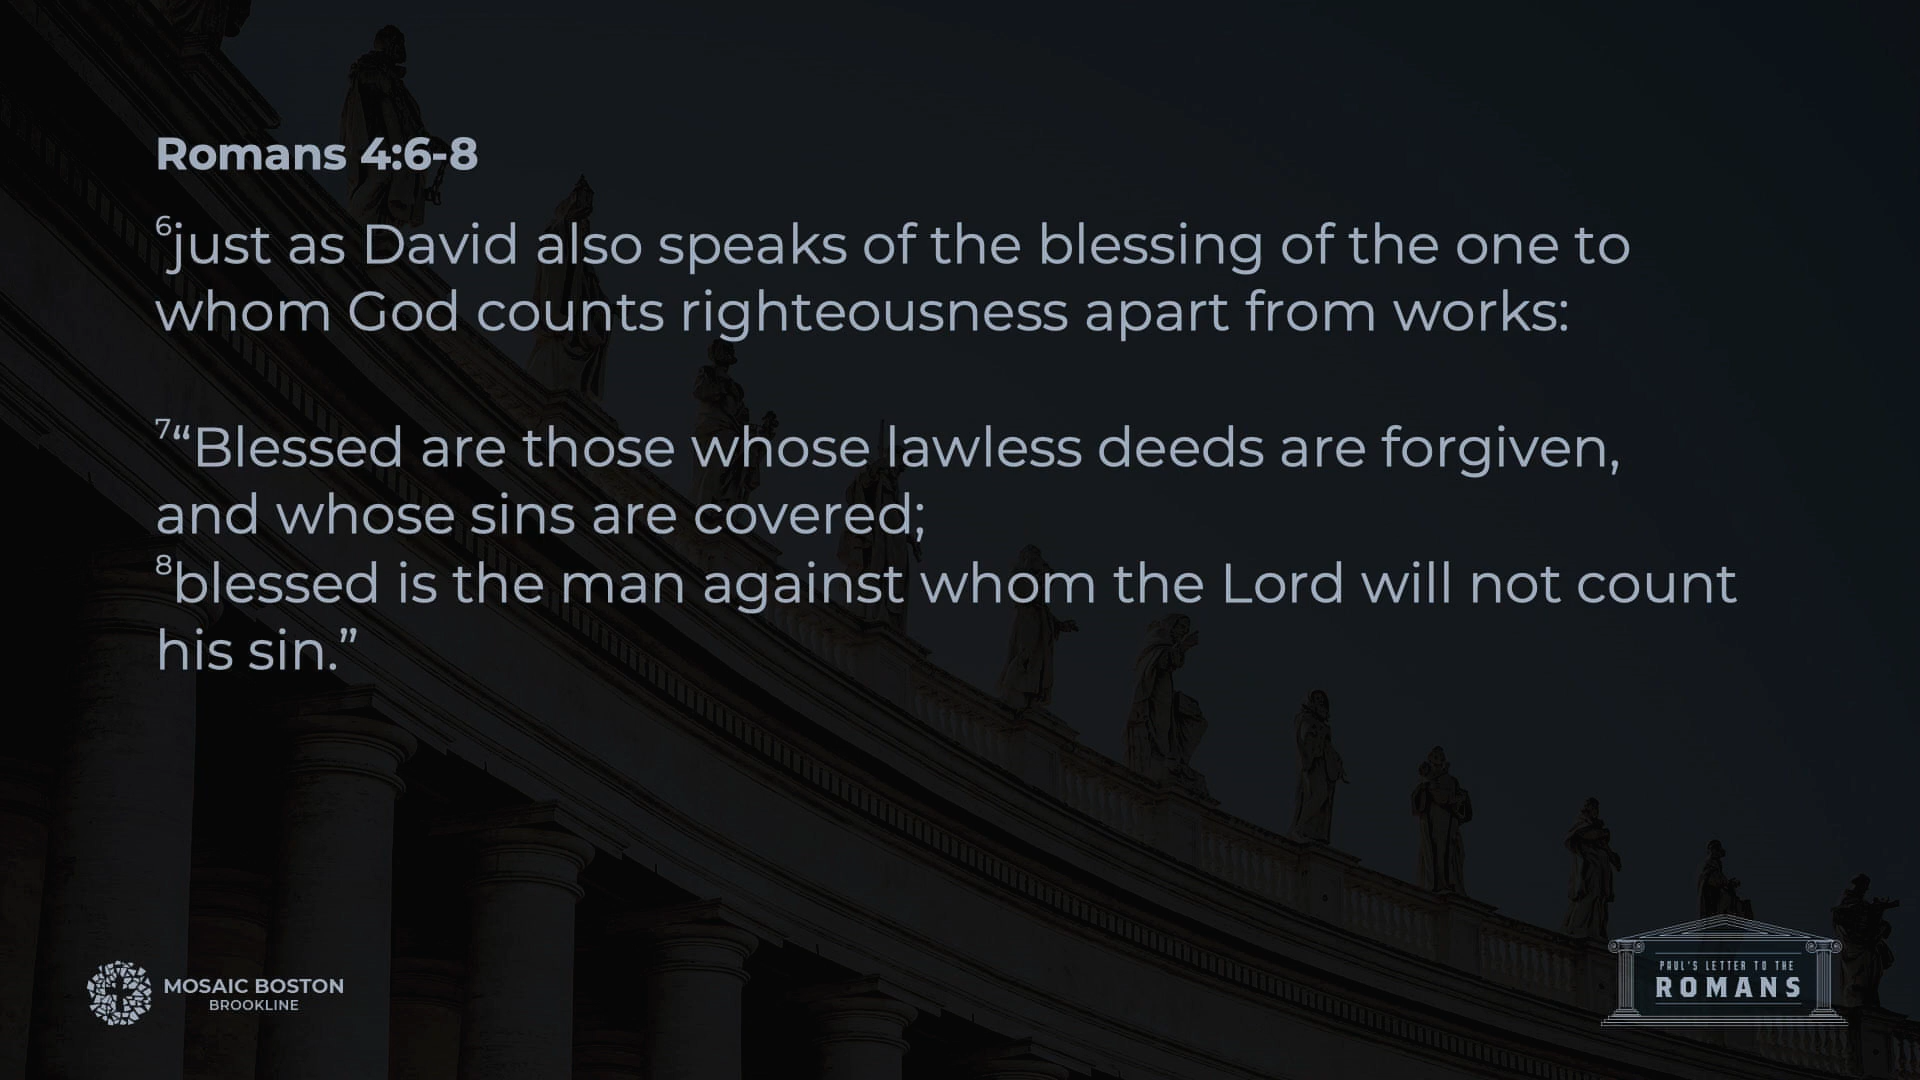 Romans 4:6-8
6just as David also speaks of the blessing of the one to
whom God counts righteousness apart from works:
7“Blessed are those whose lawless deeds are forgiven,
and whose sins are covered;
8blessed is the man against whom the Lord will not count
his sin.”
MOSAIC BOSTON
BROOKLINE
PAUL'S LETTER TO THE
ROMANS